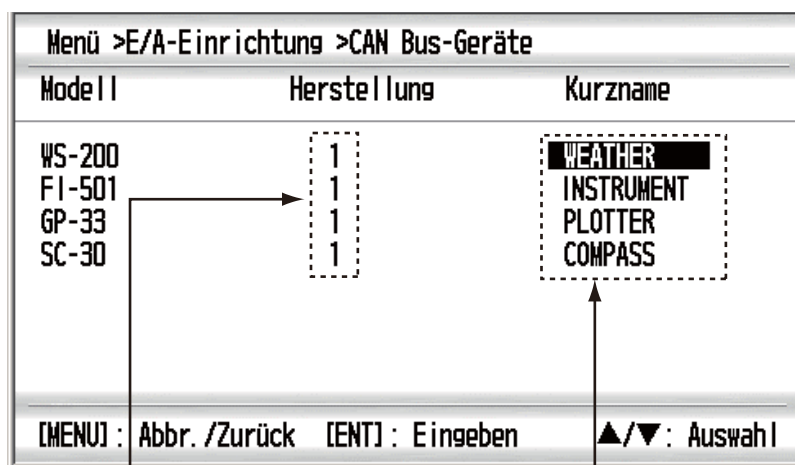 Menü >E/A-Einrichtung >CAN Bus-Geräte
Modell Herstellung Kurzname
WS-200 1 WEATHER
FI-501 1 INSTRUMENT
GP-33 1 PLOTTER
SC-30 1 COMPASS
[MENU]: Abbr./Zurück [ENT]: Eingeben ▲/▼: Auswahl